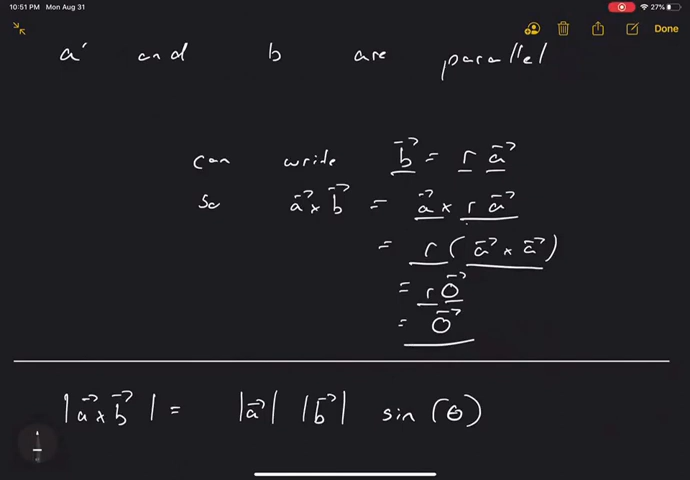 10:51 PM Mon Aug 31
27%
Done
a⃗ and b are parallel
can write b⃗ = r a⃗
So a⃗ × b⃗ = a⃗ × r a⃗
= r ( a⃗ × a⃗ )
= r 0⃗
= 0⃗
| a⃗ × b⃗ | = | a⃗ | | b⃗ | sin (θ)